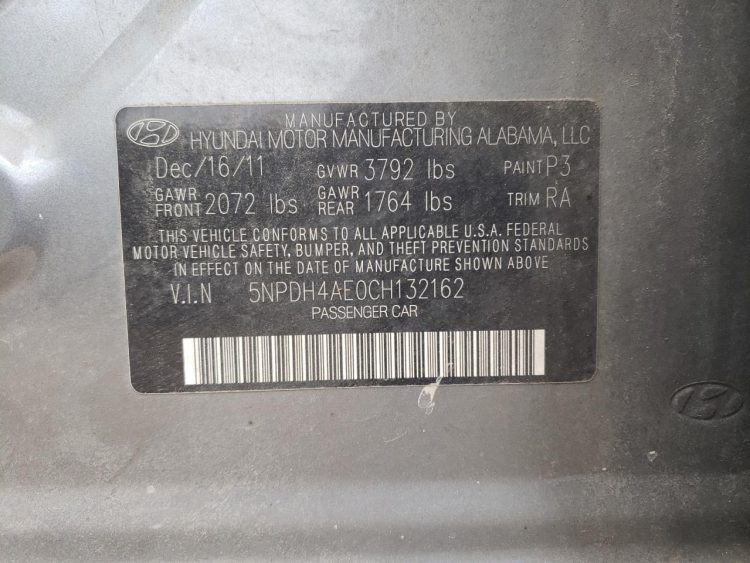 MANUFACTURED BY
HYUNDAI MOTOR MANUFACTURING ALABAMA, LLC
Dec/16/11 GVWR 3792 lbs PAINT P3
GAWR FRONT 2072 lbs GAWR REAR 1764 lbs TRIM RA
THIS VEHICLE CONFORMS TO ALL APPLICABLE U.S.A. FEDERAL
MOTOR VEHICLE SAFETY, BUMPER, AND THEFT PREVENTION STANDARDS
IN EFFECT ON THE DATE OF MANUFACTURE SHOWN ABOVE
V.I.N 5NPDH4AE0CH132162
PASSENGER CAR